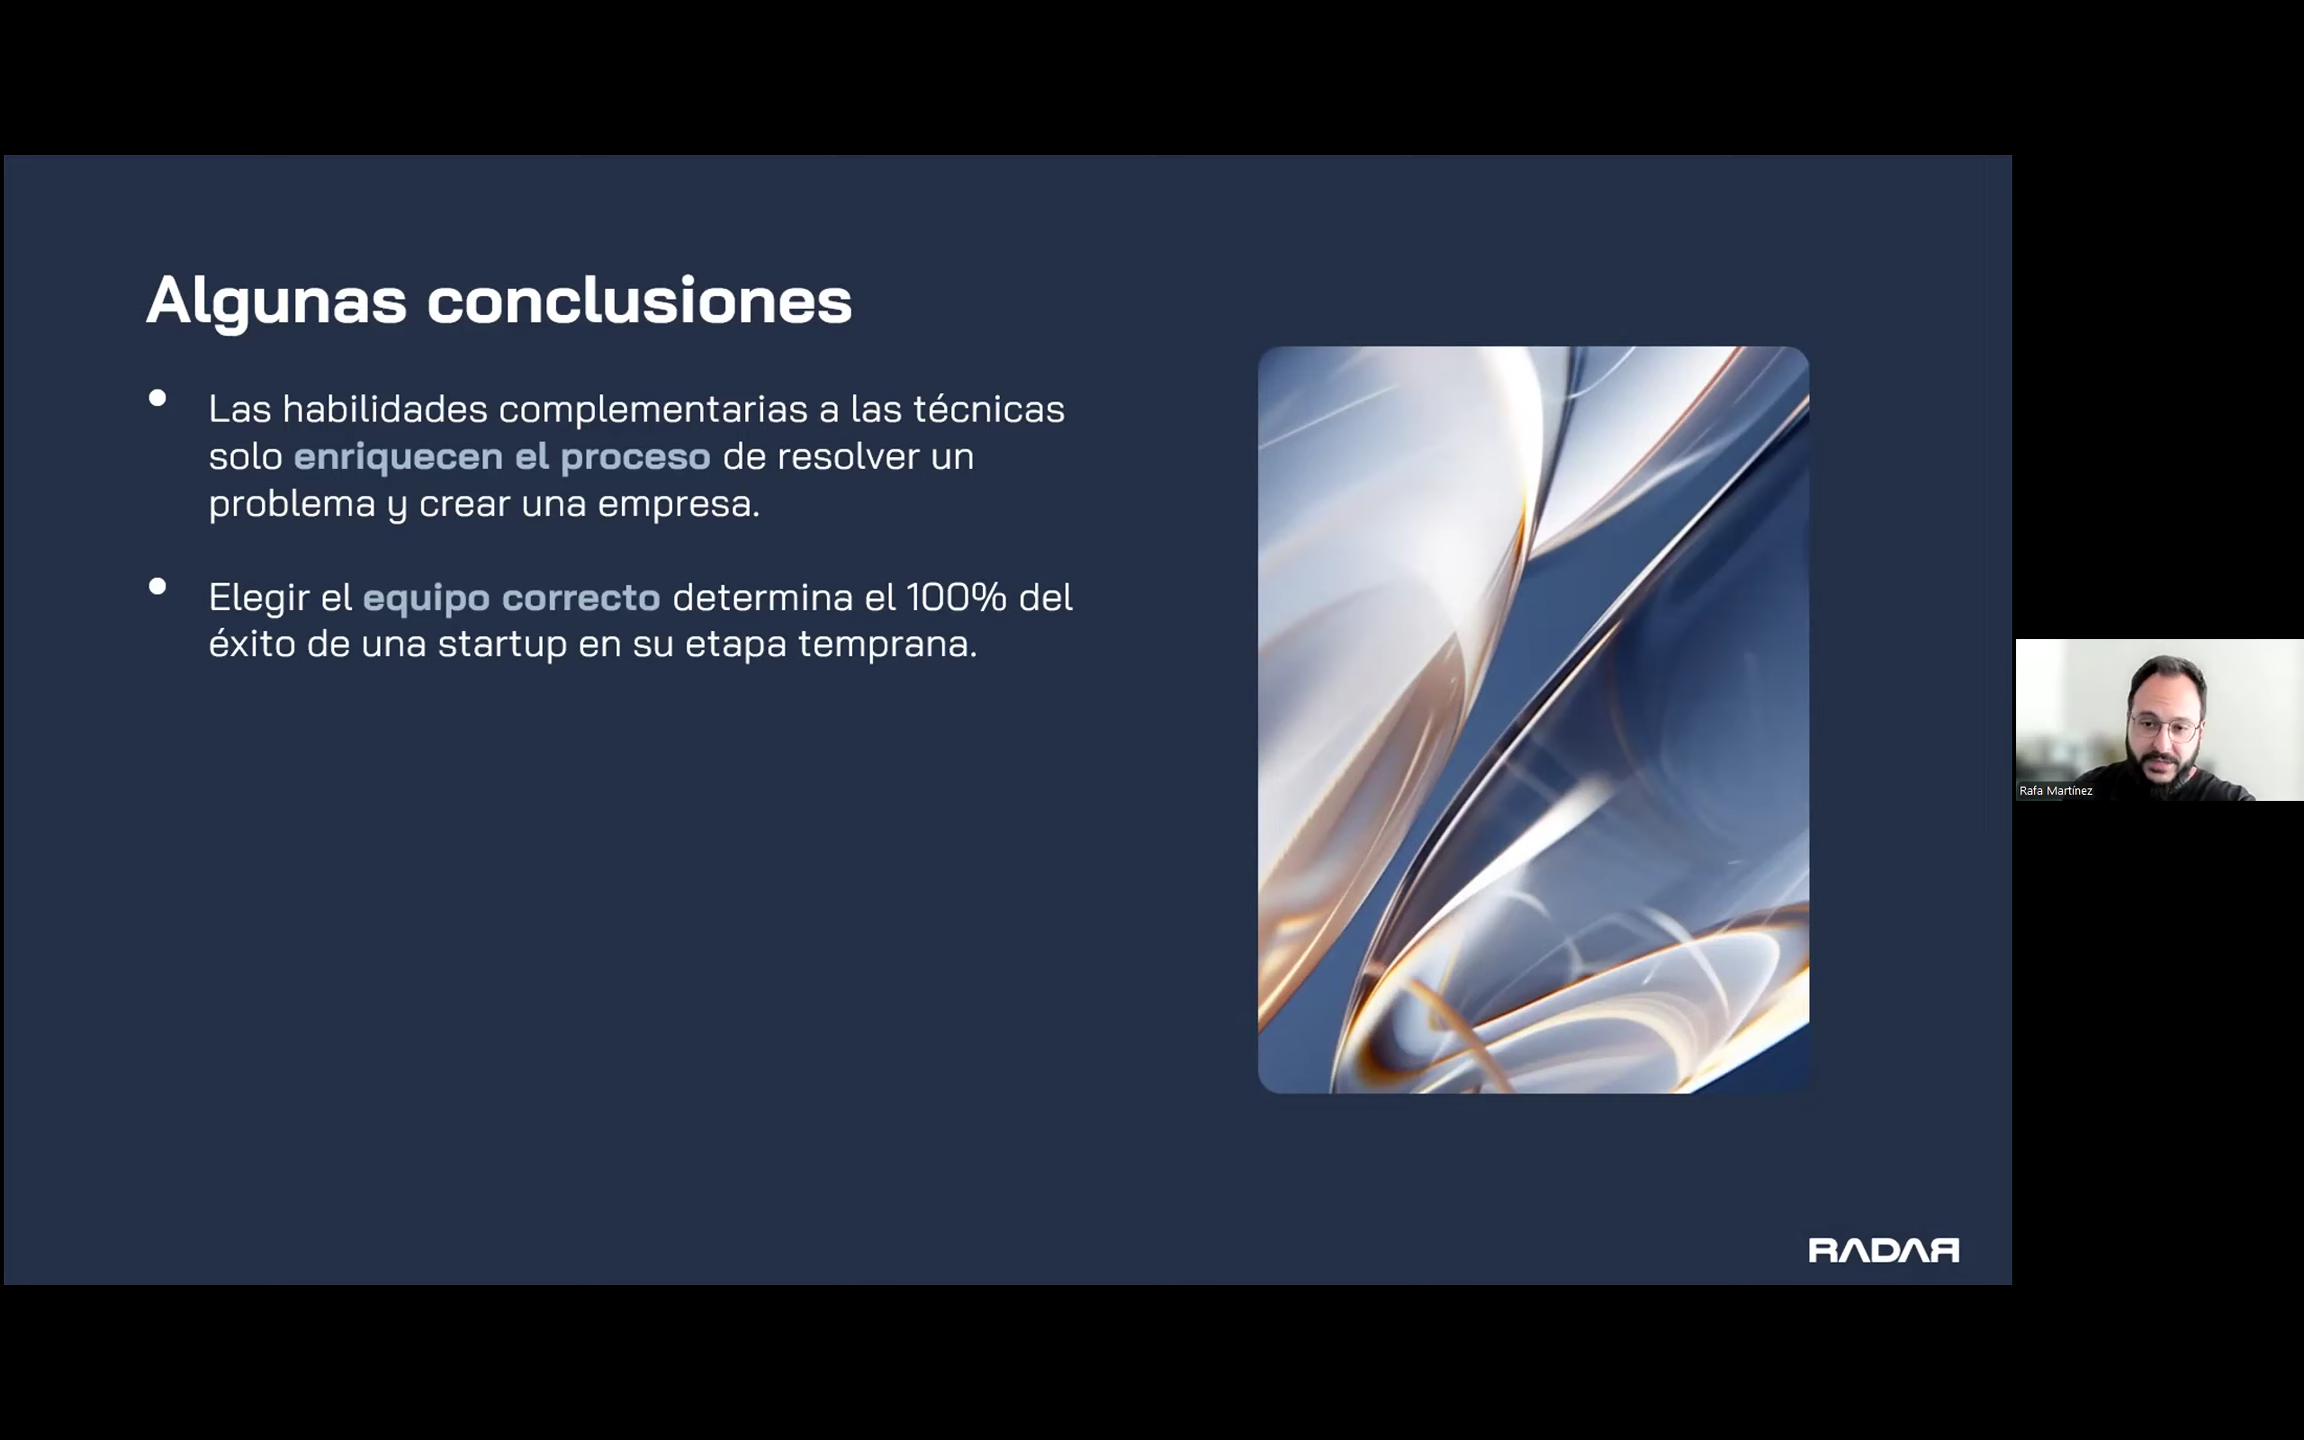 Algunas conclusiones
• Las habilidades complementarias a las técnicas
solo enriquecen el proceso de resolver un
problema y crear una empresa.
• Elegir el equipo correcto determina el 100% del
éxito de una startup en su etapa temprana.
Rafa Martínez
RADAR